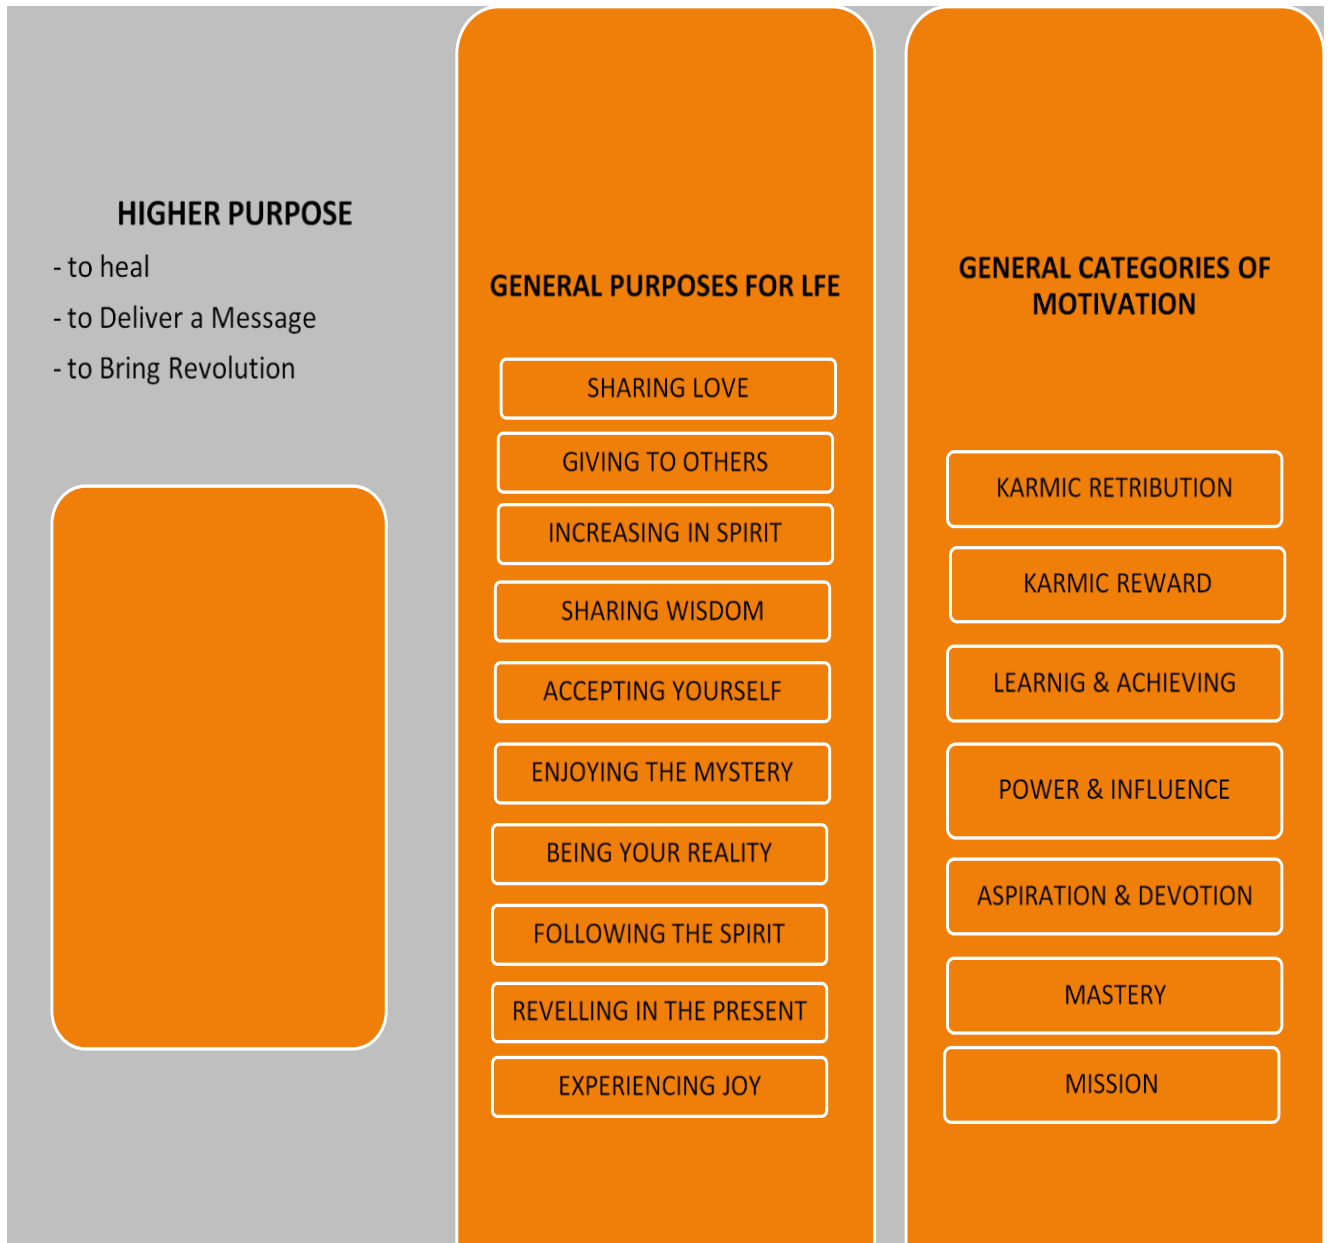 HIGHER PURPOSE
- to heal
- to Deliver a Message
- to Bring Revolution
GENERAL PURPOSES FOR LFE
SHARING LOVE
GIVING TO OTHERS
INCREASING IN SPIRIT
SHARING WISDOM
ACCEPTING YOURSELF
ENJOYING THE MYSTERY
BEING YOUR REALITY
FOLLOWING THE SPIRIT
REVELLING IN THE PRESENT
EXPERIENCING JOY
GENERAL CATEGORIES OF
MOTIVATION
KARMIC RETRIBUTION
KARMIC REWARD
LEARNIG & ACHIEVING
POWER & INFLUENCE
ASPIRATION & DEVOTION
MASTERY
MISSION